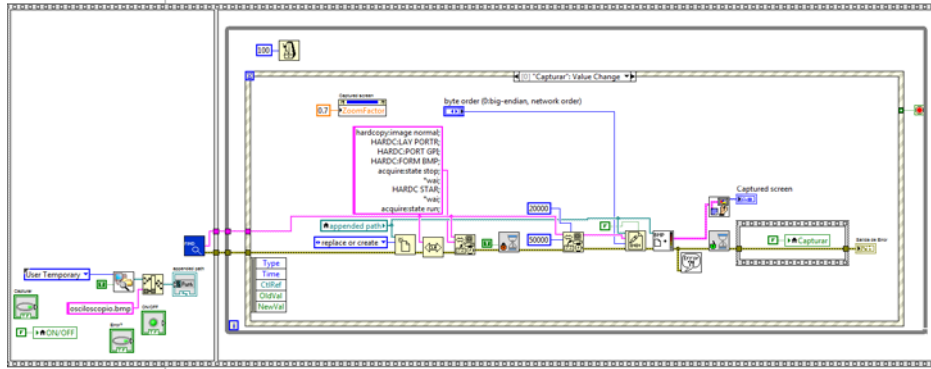 100
[0] "Capturar": Value Change
Captured screen
0.7
ZoomFactor
byte order (0:big-endian, network order)
hardcopy:image normal;
HARDC:LAY PORTR;
HARDC:PORT GPI;
HARDC:FORM BMP;
acquire:state stop;
*wai;
HARDC STAR;
*wai;
acquire:state run;
Captured screen
appended path
20000
replace or create
50000
F
Capturar
Salida de Error
Type
Time
CtlRef
OldVal
NewVal
User Temporary
appended path
Capturar
osciloscopio.bmp
ON/OFF
F
ON/OFF
Error?